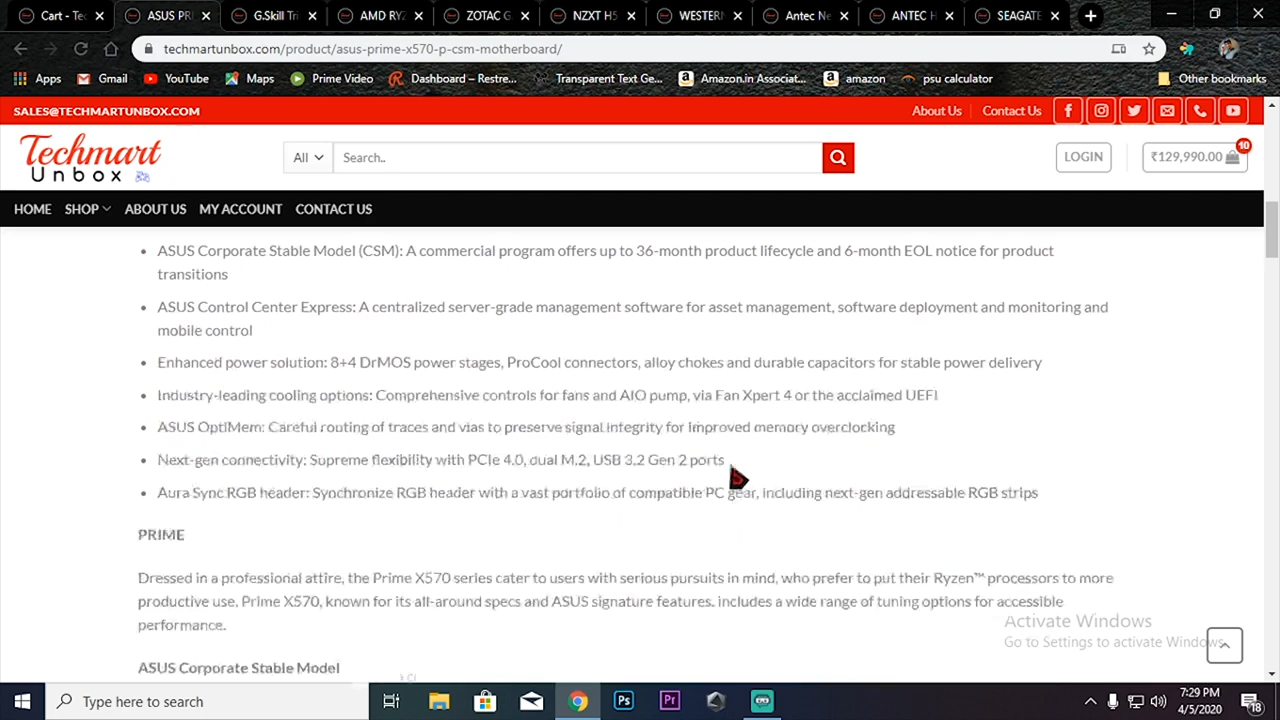 Cart - Tec
ASUS PRI
G.Skill Tri
AMD RYZ
ZOTAC G
NZXT H5
WESTERN
Antec Ne
ANTEC H
SEAGATE
techmartunbox.com/product/asus-prime-x570-p-csm-motherboard/
Apps
Gmail
YouTube
Maps
Prime Video
Dashboard – Restre...
Transparent Text Ge...
Amazon.in Associat...
amazon
psu calculator
Other bookmarks
SALES@TECHMARTUNBOX.COM
About Us
Contact Us
Techmart
Unbox
All
Search..
LOGIN
₹129,990.00
10
HOME
SHOP
ABOUT US
MY ACCOUNT
CONTACT US
• ASUS Corporate Stable Model (CSM): A commercial program offers up to 36-month product lifecycle and 6-month EOL notice for product
transitions
• ASUS Control Center Express: A centralized server-grade management software for asset management, software deployment and monitoring and
mobile control
• Enhanced power solution: 8+4 DrMOS power stages, ProCool connectors, alloy chokes and durable capacitors for stable power delivery
• Industry-leading cooling options: Comprehensive controls for fans and AIO pump, via Fan Xpert 4 or the acclaimed UEFI
• ASUS OptiMem: Careful routing of traces and vias to preserve signal integrity for improved memory overclocking
• Next-gen connectivity: Supreme flexibility with PCIe 4.0, dual M.2, USB 3.2 Gen 2 ports
• Aura Sync RGB header: Synchronize RGB header with a vast portfolio of compatible PC gear, including next-gen addressable RGB strips
PRIME
Dressed in a professional attire, the Prime X570 series cater to users with serious pursuits in mind, who prefer to put their Ryzen™ processors to more
productive use. Prime X570, known for its all-around specs and ASUS signature features. includes a wide range of tuning options for accessible
performance.
ASUS Corporate Stable Model
Activate Windows
Go to Settings to activate Windows.
Type here to search
Ps
Pr
7:29 PM
4/5/2020
18